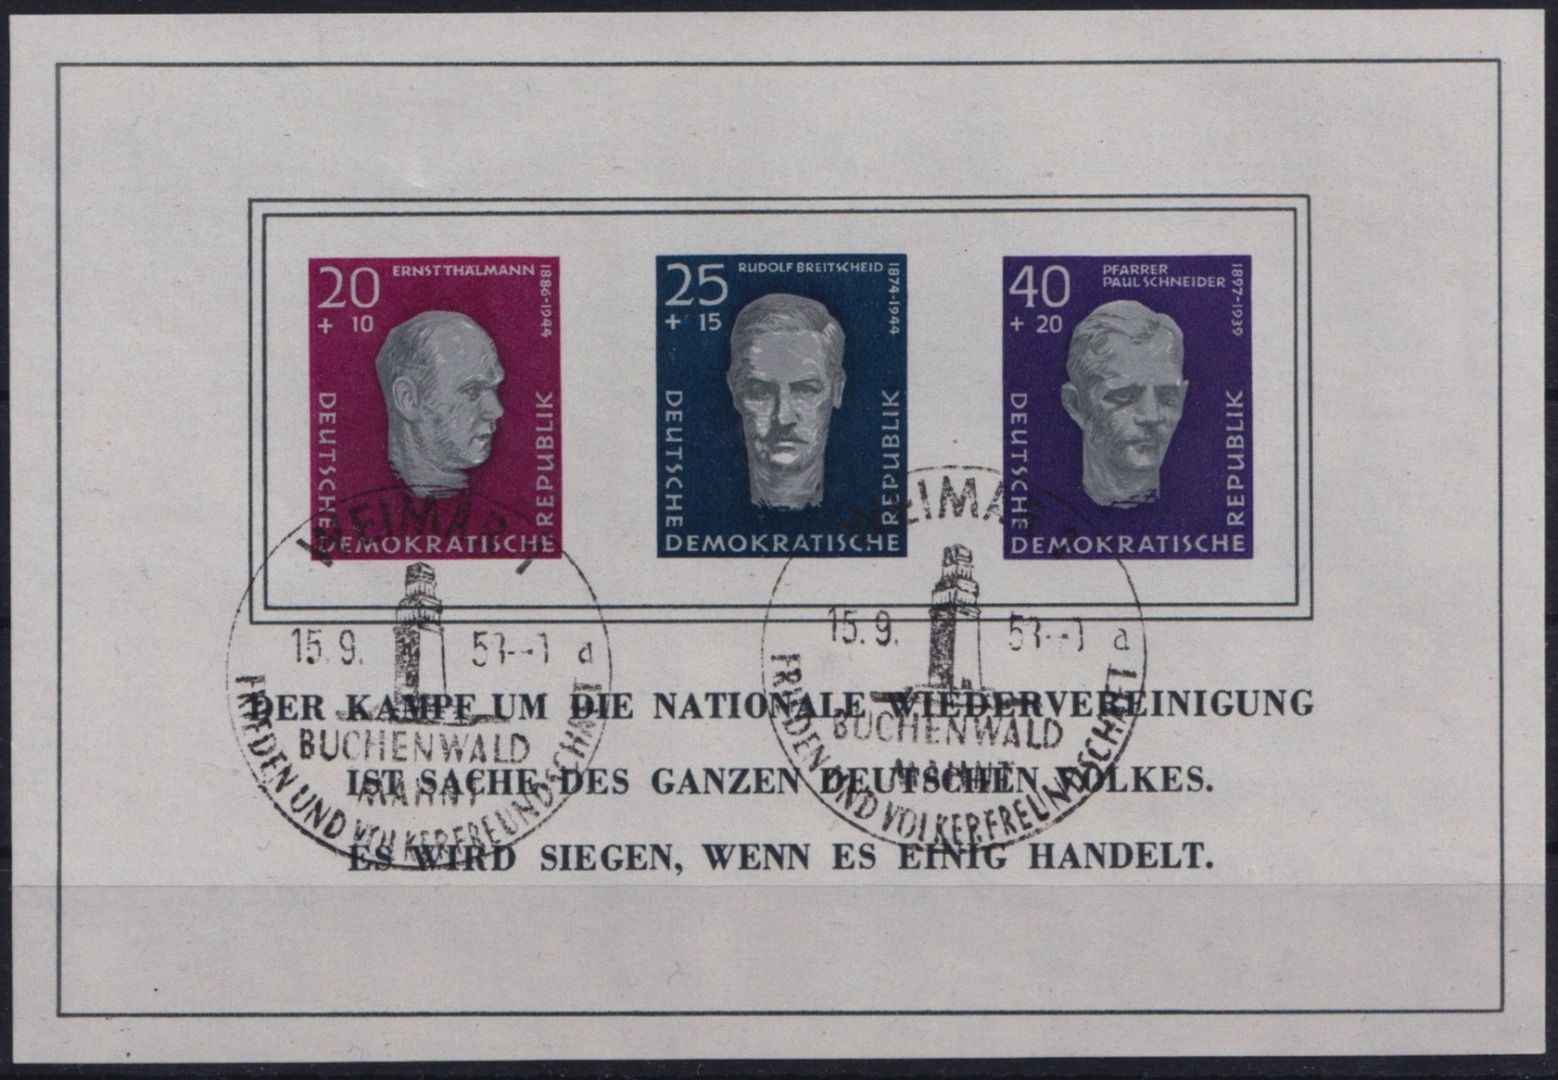 20
+ 10
ERNST THÄLMANN
1886-1944
DEUTSCHE
DEMOKRATISCHE
REPUBLIK
25
+ 15
RUDOLF BREITSCHEID
1874-1944
DEUTSCHE
DEMOKRATISCHE
REPUBLIK
40
+ 20
PFARRER
PAUL SCHNEIDER
1897-1939
DEUTSCHE
DEMOKRATISCHE
REPUBLIK
WEIMAR
15. 9.
a
BUCHENWALD
MAHNT
FRIEDEN UND VÖLKERFREUNDSCHAFT
WEIMAR
15. 9.
a
BUCHENWALD
MAHNT
FRIEDEN UND VÖLKERFREUNDSCHAFT
DER KAMPF UM DIE NATIONALE WIEDERVEREINIGUNG
IST SACHE DES GANZEN DEUTSCHEN VOLKES.
ES WIRD SIEGEN, WENN ES EINIG HANDELT.